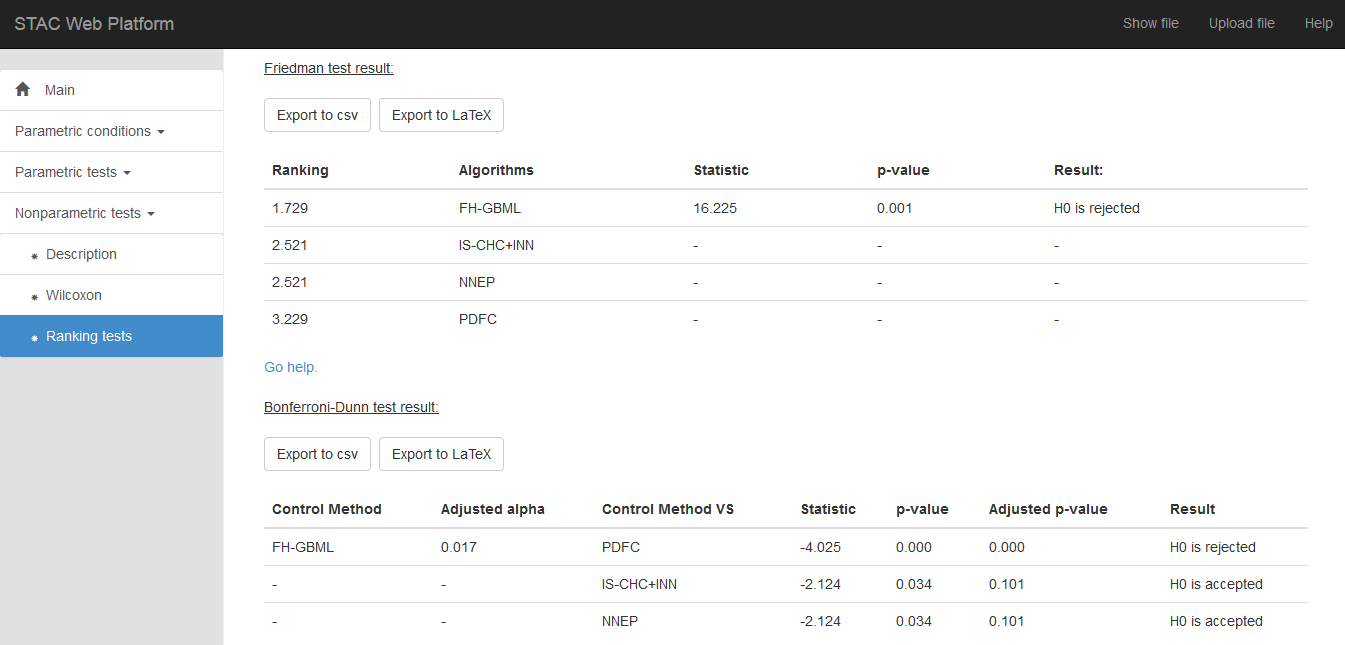 STAC Web Platform Show file Upload file Help
Main
Parametric conditions
Parametric tests
Nonparametric tests
Description
Wilcoxon
Ranking tests
Friedman test result:
Export to csv Export to LaTeX
Ranking Algorithms Statistic p-value Result:
1.729 FH-GBML 16.225 0.001 H0 is rejected
2.521 IS-CHC+INN - - -
2.521 NNEP - - -
3.229 PDFC - - -
Go help.
Bonferroni-Dunn test result:
Export to csv Export to LaTeX
Control Method Adjusted alpha Control Method VS Statistic p-value Adjusted p-value Result
FH-GBML 0.017 PDFC -4.025 0.000 0.000 H0 is rejected
- - IS-CHC+INN -2.124 0.034 0.101 H0 is accepted
- - NNEP -2.124 0.034 0.101 H0 is accepted